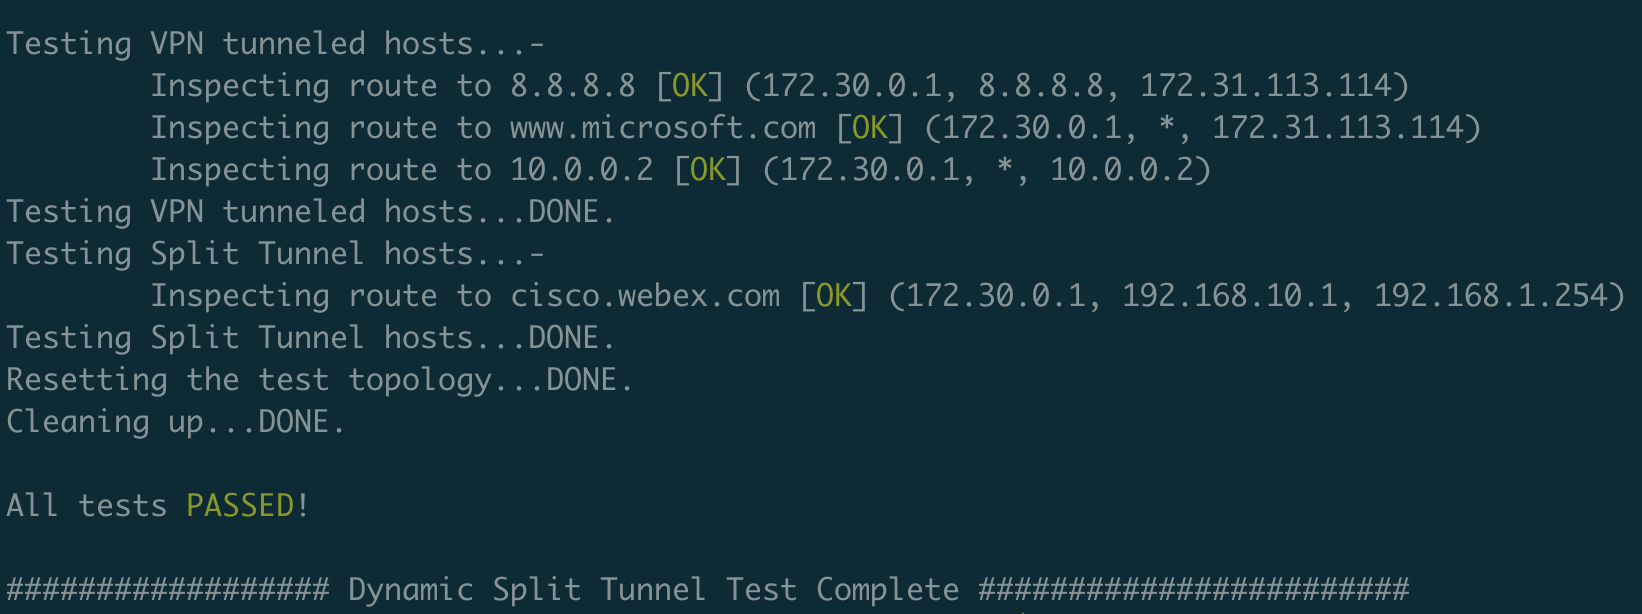 Testing VPN tunneled hosts...-
Inspecting route to 8.8.8.8 [OK] (172.30.0.1, 8.8.8.8, 172.31.113.114)
Inspecting route to www.microsoft.com [OK] (172.30.0.1, *, 172.31.113.114)
Inspecting route to 10.0.0.2 [OK] (172.30.0.1, *, 10.0.0.2)
Testing VPN tunneled hosts...DONE.
Testing Split Tunnel hosts...-
Inspecting route to cisco.webex.com [OK] (172.30.0.1, 192.168.10.1, 192.168.1.254)
Testing Split Tunnel hosts...DONE.
Resetting the test topology...DONE.
Cleaning up...DONE.
All tests PASSED!
################## Dynamic Split Tunnel Test Complete ########################